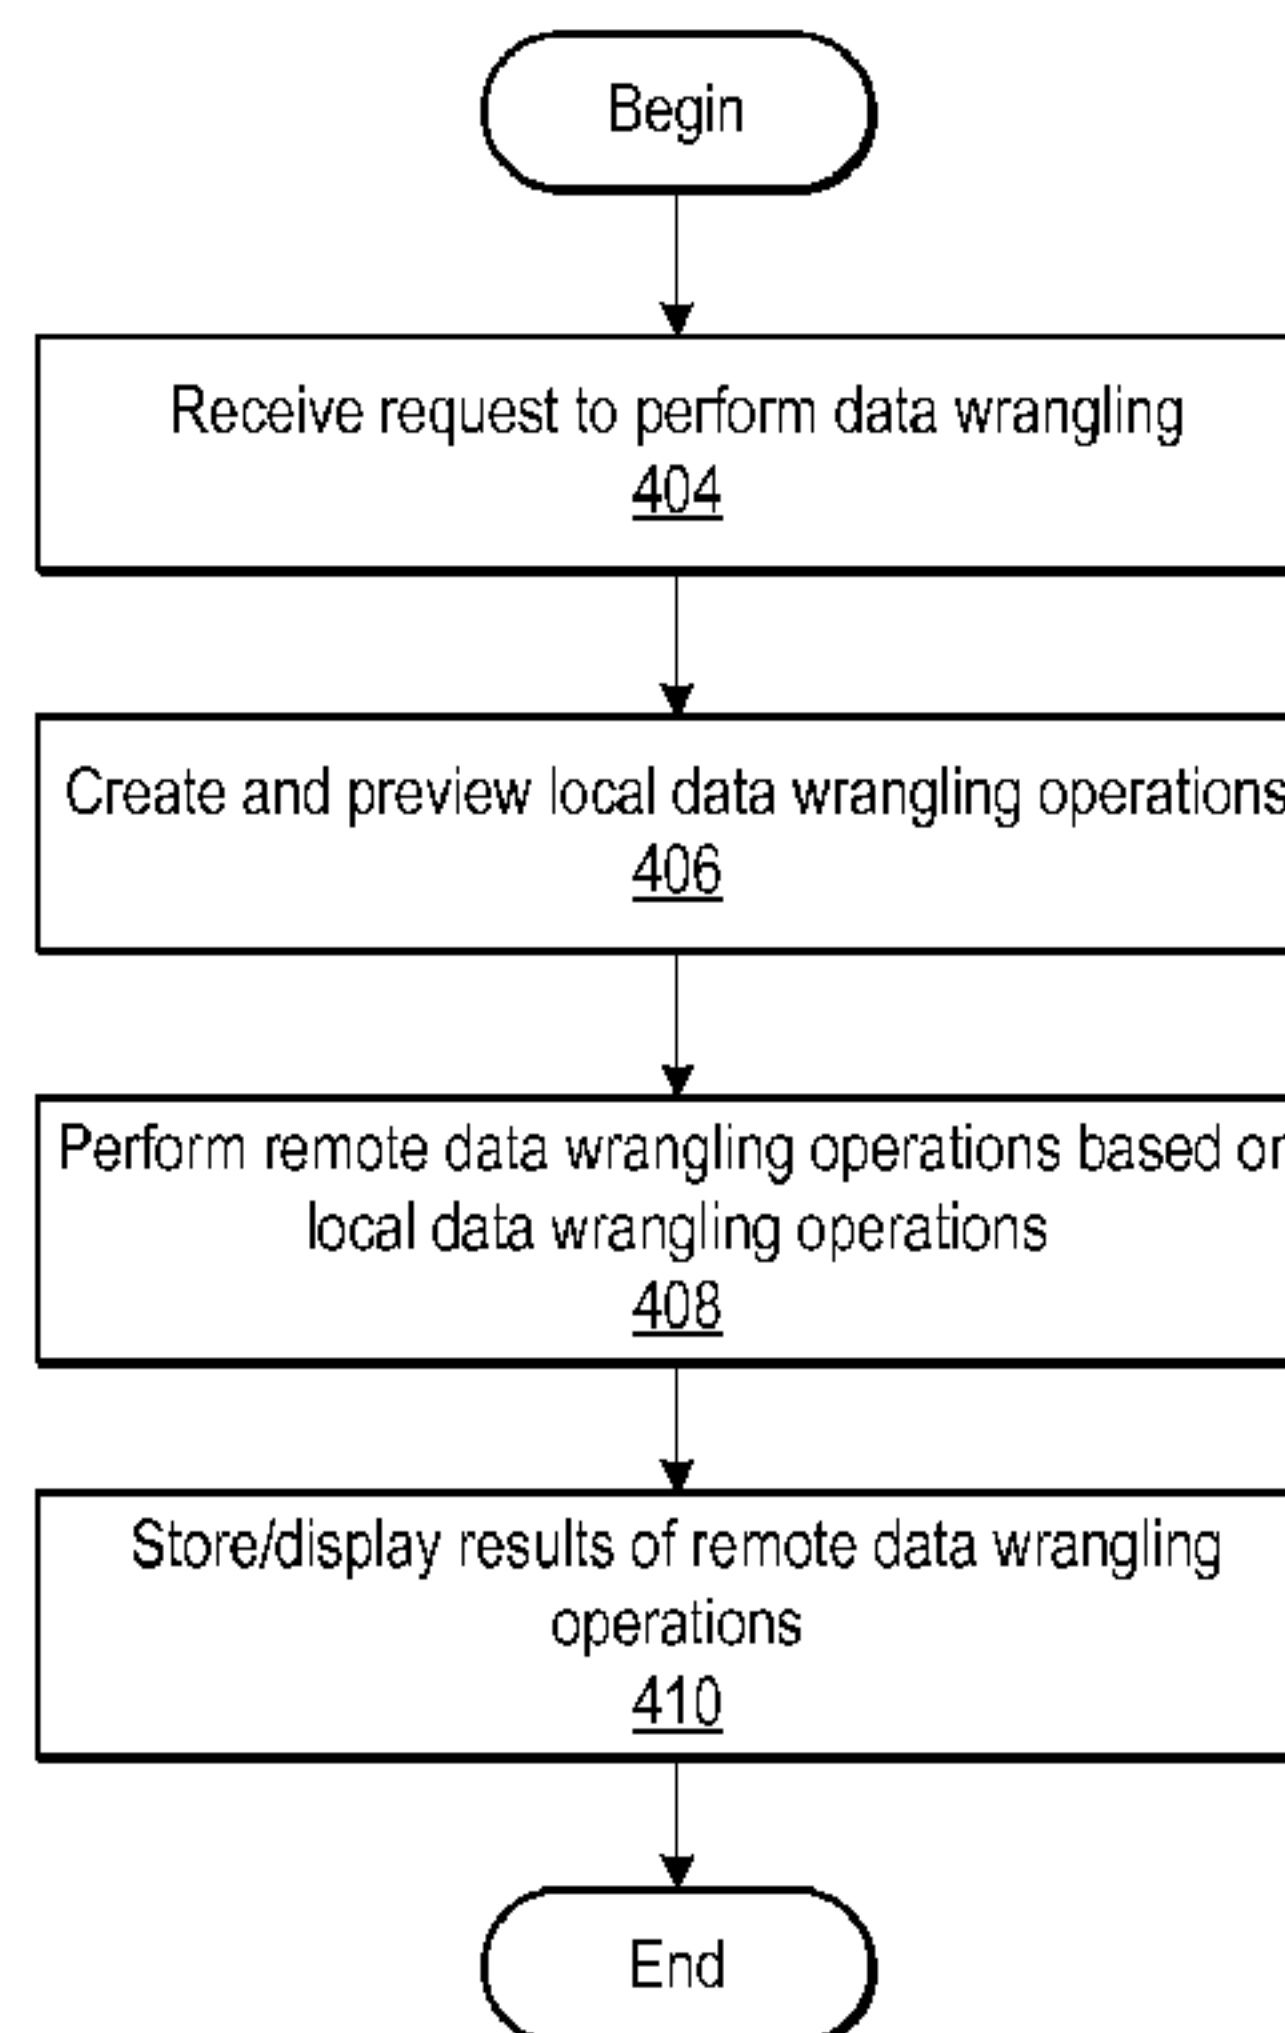 Begin
Receive request to perform data wrangling
404
Create and preview local data wrangling operations
406
Perform remote data wrangling operations based on
local data wrangling operations
408
Store/display results of remote data wrangling
operations
410
End